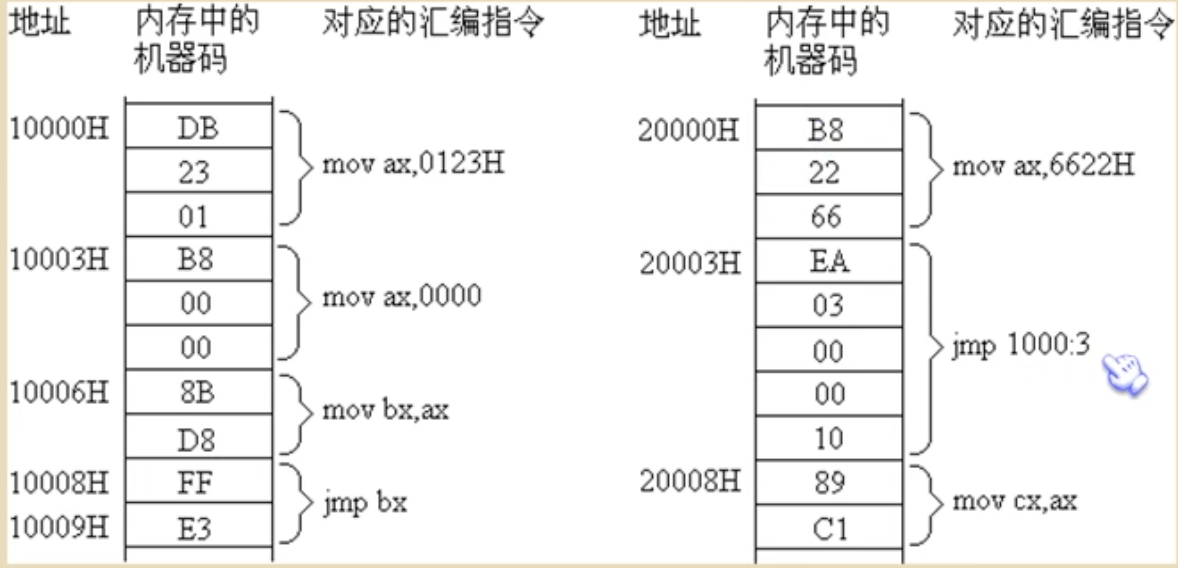 地址 内存中的 对应的汇编指令 地址 内存中的 对应的汇编指令
机器码 机器码
10000H DB 20000H B8
mov ax,0123H mov ax,6622H
23 22
01 66
10003H B8 20003H EA
mov ax,0000
00 03
00 00
jmp 1000:3
10006H 8B 00
mov bx,ax
D8 10
10008H FF 20008H 89
jmp bx mov cx,ax
10009H E3 C1